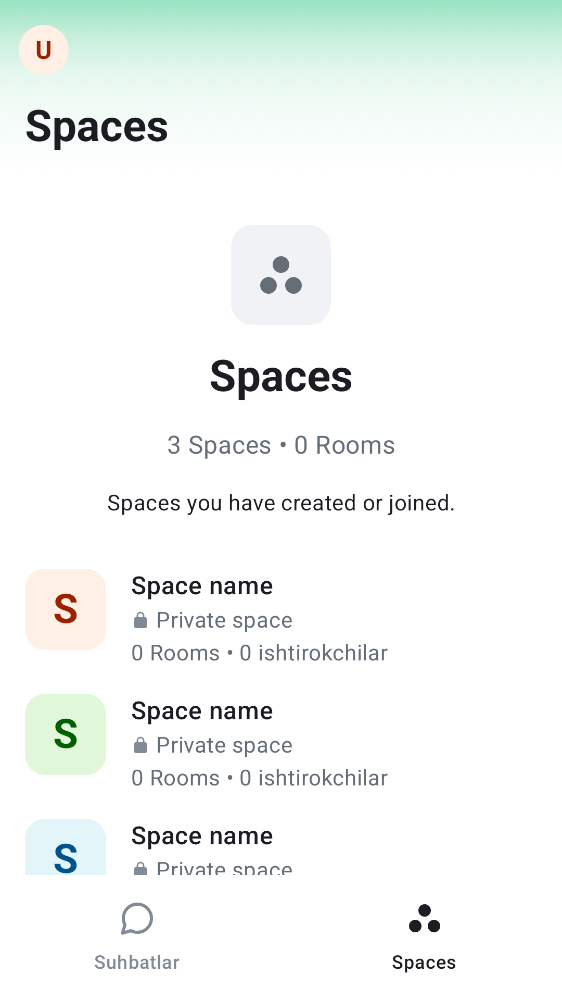 U
Spaces
Spaces
3 Spaces • 0 Rooms
Spaces you have created or joined.
S
Space name
Private space
0 Rooms • 0 ishtirokchilar
S
Space name
Private space
0 Rooms • 0 ishtirokchilar
S
Space name
Private space
Suhbatlar
Spaces